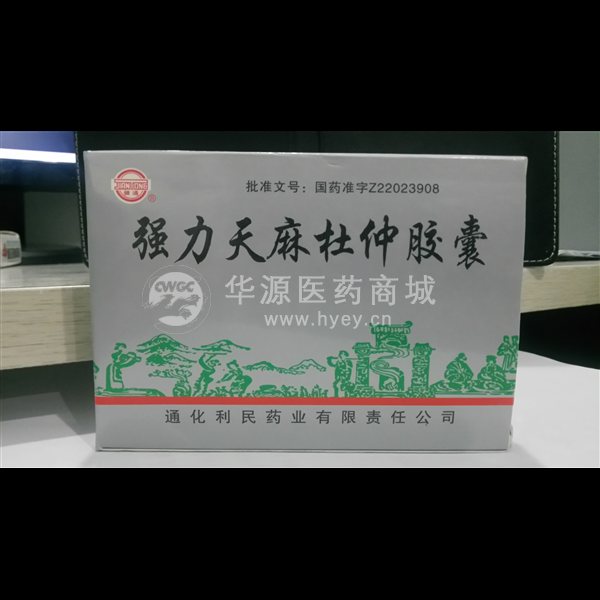 JIANTONG
®
批准文号：国药准字Z22023908
强力天麻杜仲胶囊
CWGC 华源医药商城
www.hyey.cn
通化利民药业有限责任公司